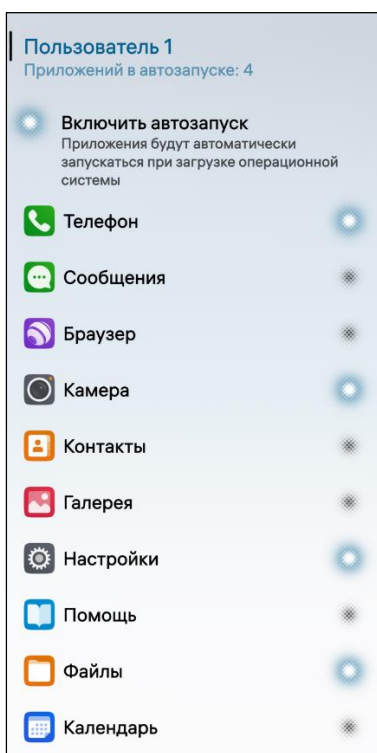 Пользователь 1
Приложений в автозапуске: 4
Включить автозапуск
Приложения будут автоматически
запускаться при загрузке операционной
системы
Телефон
Сообщения
Браузер
Камера
Контакты
Галерея
Настройки
Помощь
Файлы
Календарь